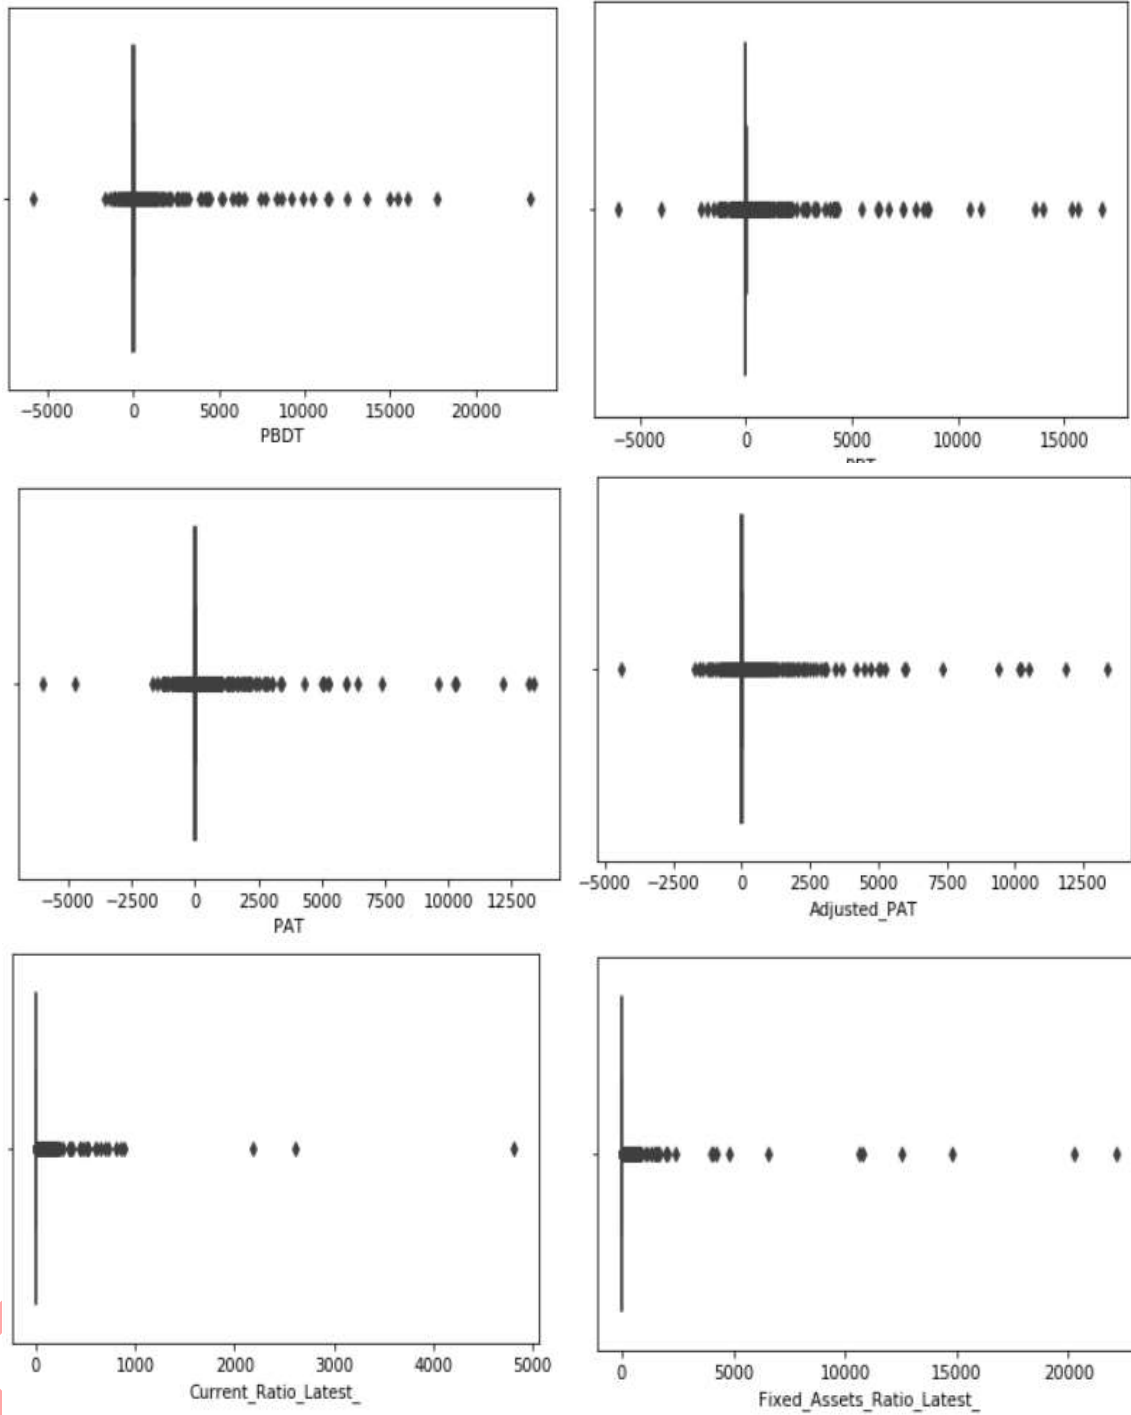 −5000 0 5000 10000 15000 20000
PBDT
−5000 0 5000 10000 15000
−5000 −2500 0 2500 5000 7500 10000 12500
PAT
−5000 −2500 0 2500 5000 7500 10000 12500
Adjusted_PAT
0 1000 2000 3000 4000 5000
Current_Ratio_Latest_
0 5000 10000 15000 20000
Fixed_Assets_Ratio_Latest_